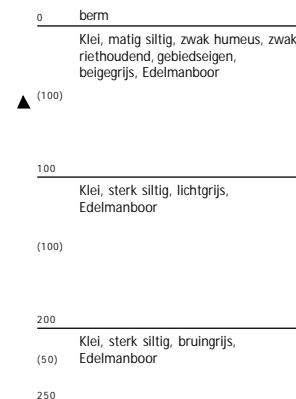 0 berm
Klei, matig siltig, zwak humeus, zwak
riethoudend, gebiedseigen,
beigegrijs, Edelmanboor
(100)
100
Klei, sterk siltig, lichtgrijs,
Edelmanboor
(100)
200
Klei, sterk siltig, bruingrijs,
(50) Edelmanboor
250